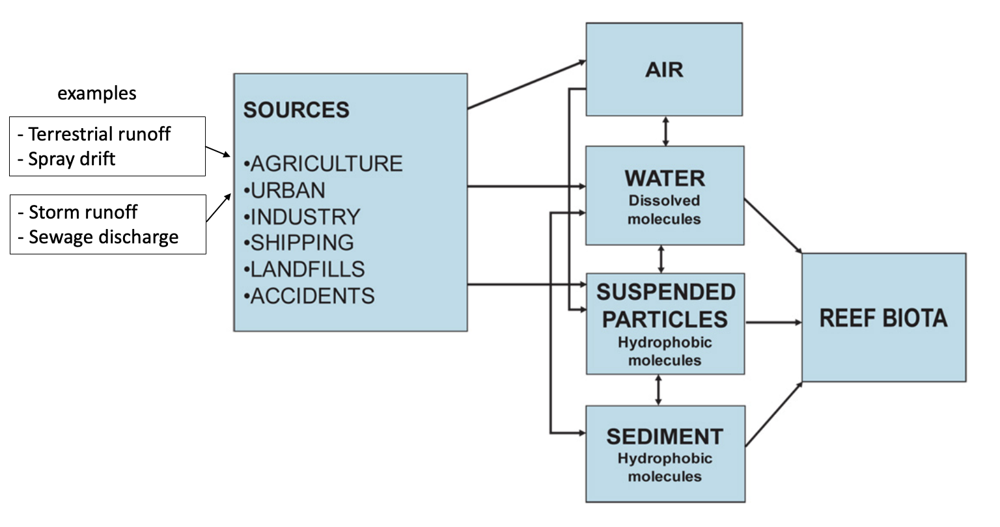 examples
- Terrestrial runoff
- Spray drift
- Storm runoff
- Sewage discharge
SOURCES
•AGRICULTURE
•URBAN
•INDUSTRY
•SHIPPING
•LANDFILLS
•ACCIDENTS
AIR
WATER
Dissolved
molecules
SUSPENDED
PARTICLES
Hydrophobic
molecules
SEDIMENT
Hydrophobic
molecules
REEF BIOTA